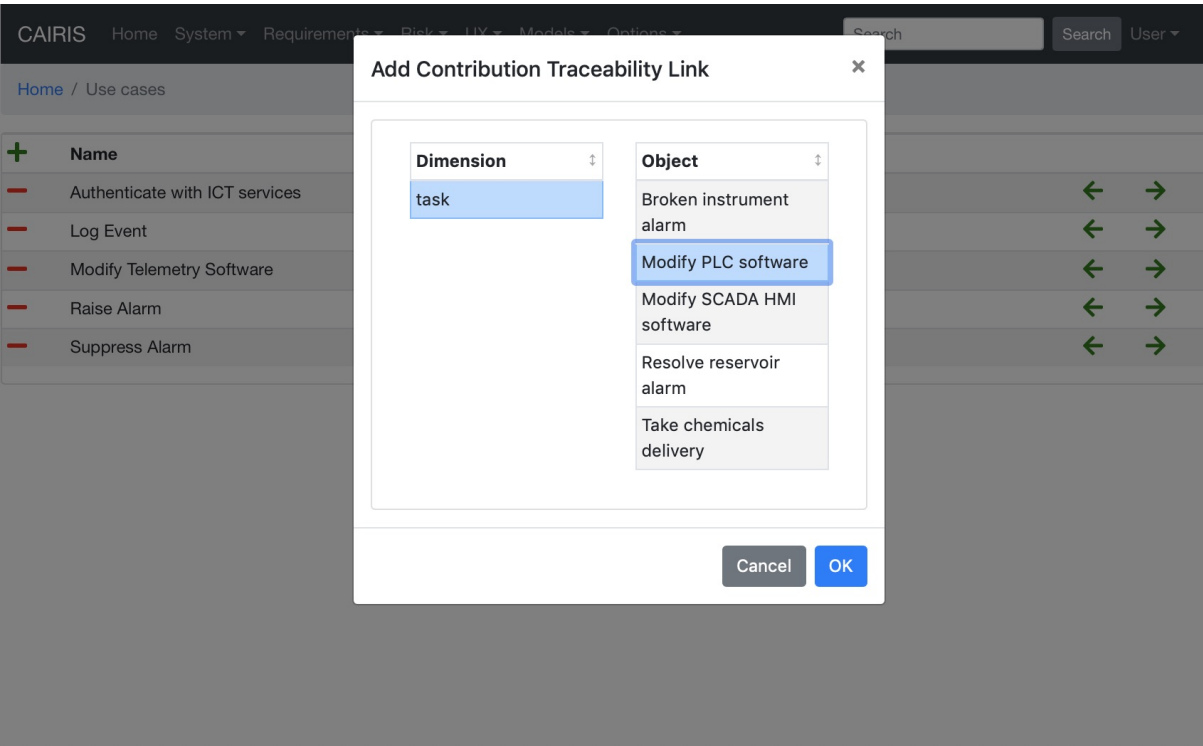 CAIRIS Home System Requirements Risk UX Models Options Search Search User
Add Contribution Traceability Link ×
Home / Use cases
Name
Authenticate with ICT services
Log Event
Modify Telemetry Software
Raise Alarm
Suppress Alarm
Dimension
task
Object
Broken instrument
alarm
Modify PLC software
Modify SCADA HMI
software
Resolve reservoir
alarm
Take chemicals
delivery
Cancel OK